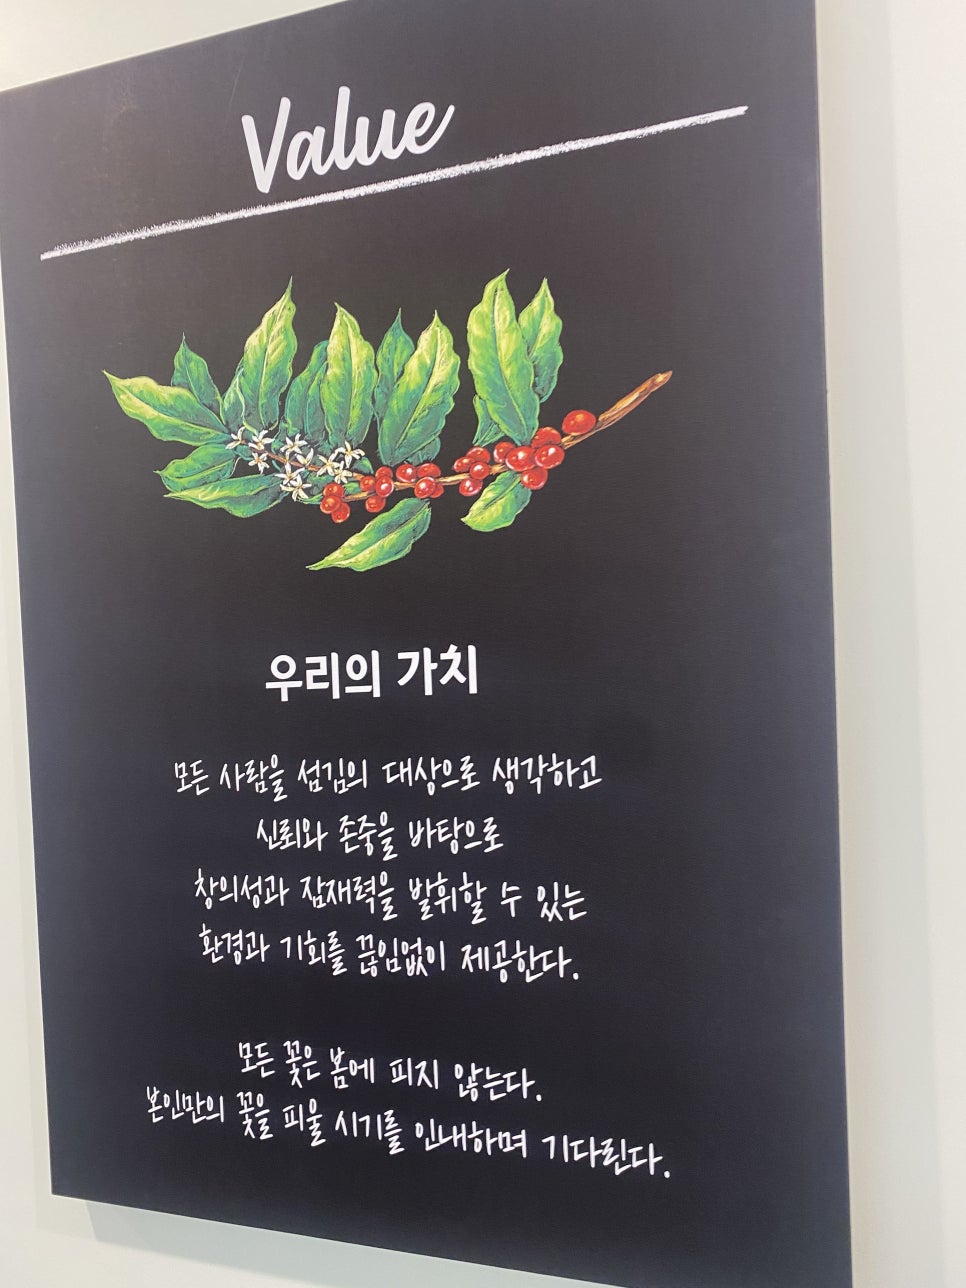 Value
우리의 가치
모든 사람을 섬김의 대상으로 생각하고
신뢰와 존중을 바탕으로
창의성과 잠재력을 발휘할 수 있는
환경과 기회를 끊임없이 제공한다.
모든 꽃은 봄에 피지 않는다.
본인만의 꽃을 피울 시기를 인내하며 기다린다.